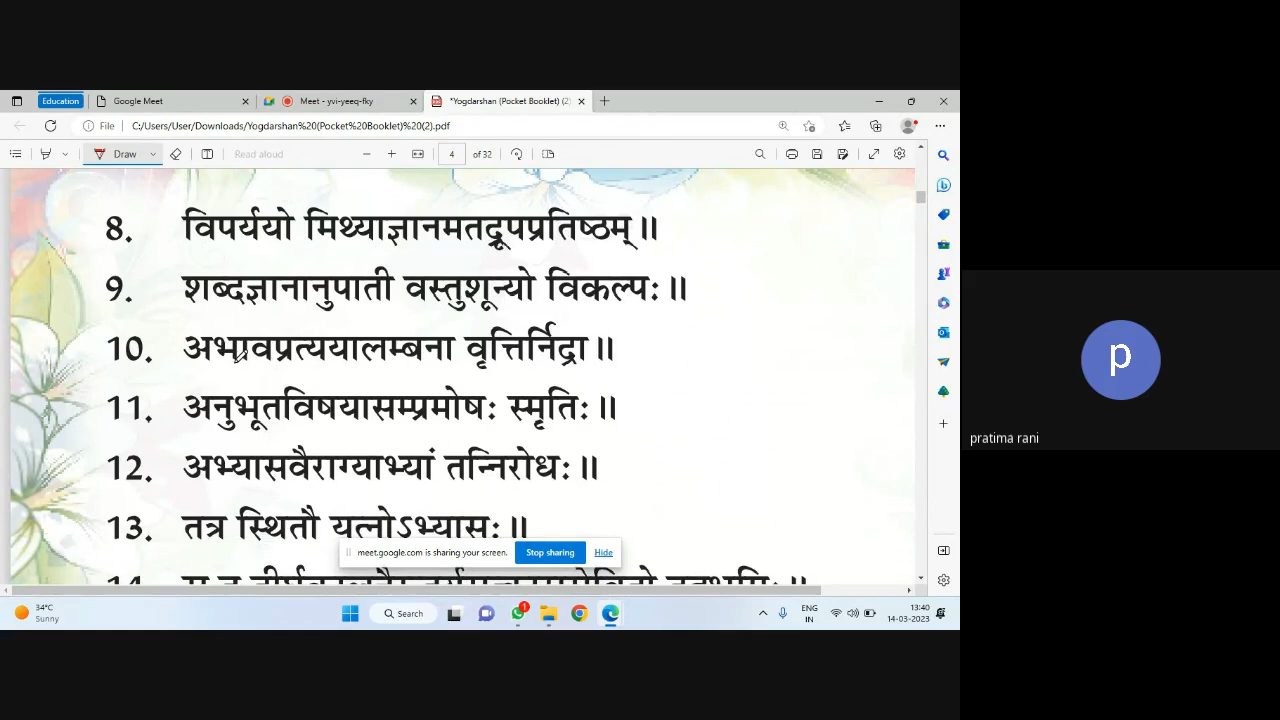 Education
Google Meet
Meet - yvi-yeeq-fky
*Yogdarshan (Pocket Booklet) (2)
File
C:/Users/User/Downloads/Yogdarshan%20(Pocket%20Booklet)%20(2).pdf
Draw
Read aloud
4 of 32
8. विपर्ययो मिथ्याज्ञानमतद्रूपप्रतिष्ठम्॥
9. शब्दज्ञानानुपाती वस्तुशून्यो विकल्पः॥
10. अभावप्रत्ययालम्बना वृत्तिर्निद्रा॥
11. अनुभूतविषयासम्प्रमोषः स्मृतिः॥
12. अभ्यासवैराग्याभ्यां तन्निरोधः॥
13. तत्र स्थितौ यत्नोऽभ्यासः॥
meet.google.com is sharing your screen.
Stop sharing
Hide
p
pratima rani
34°C
Sunny
Search
1
ENG
IN
13:40
14-03-2023